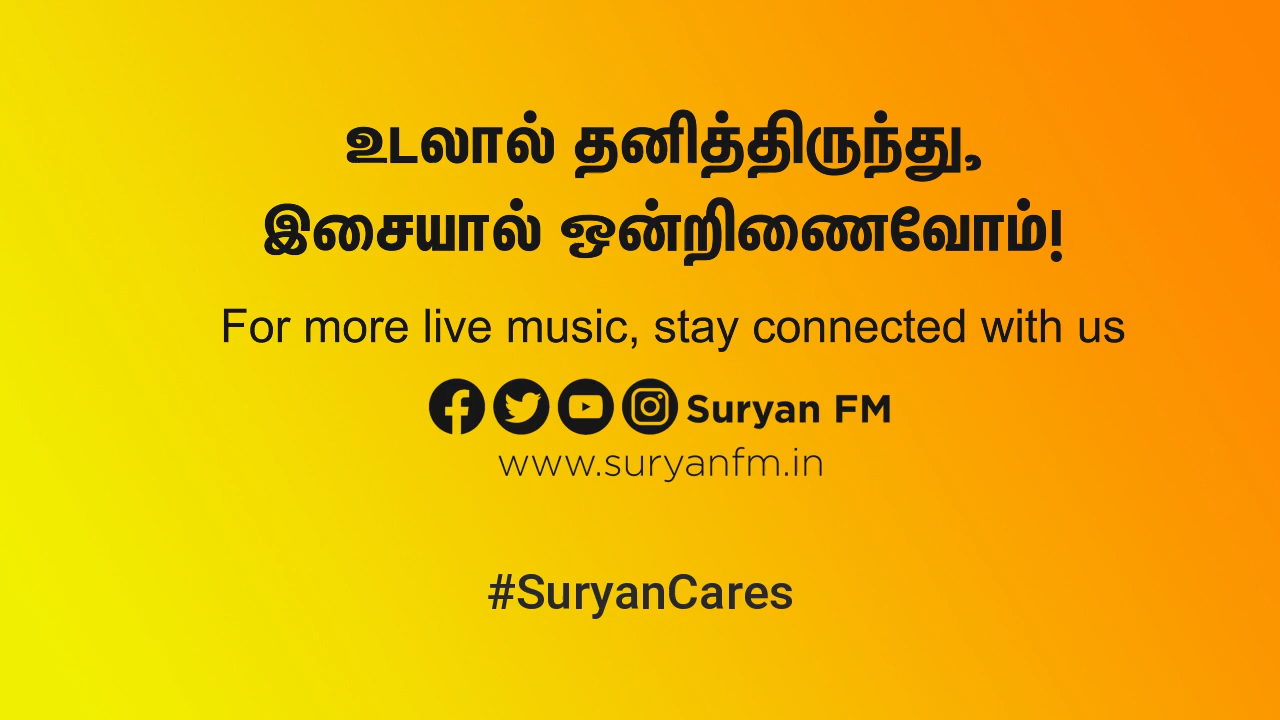 உடலால் தனித்திருந்து,
இசையால் ஒன்றிணைவோம்!
For more live music, stay connected with us
Suryan FM
www.suryanfm.in
#SuryanCares